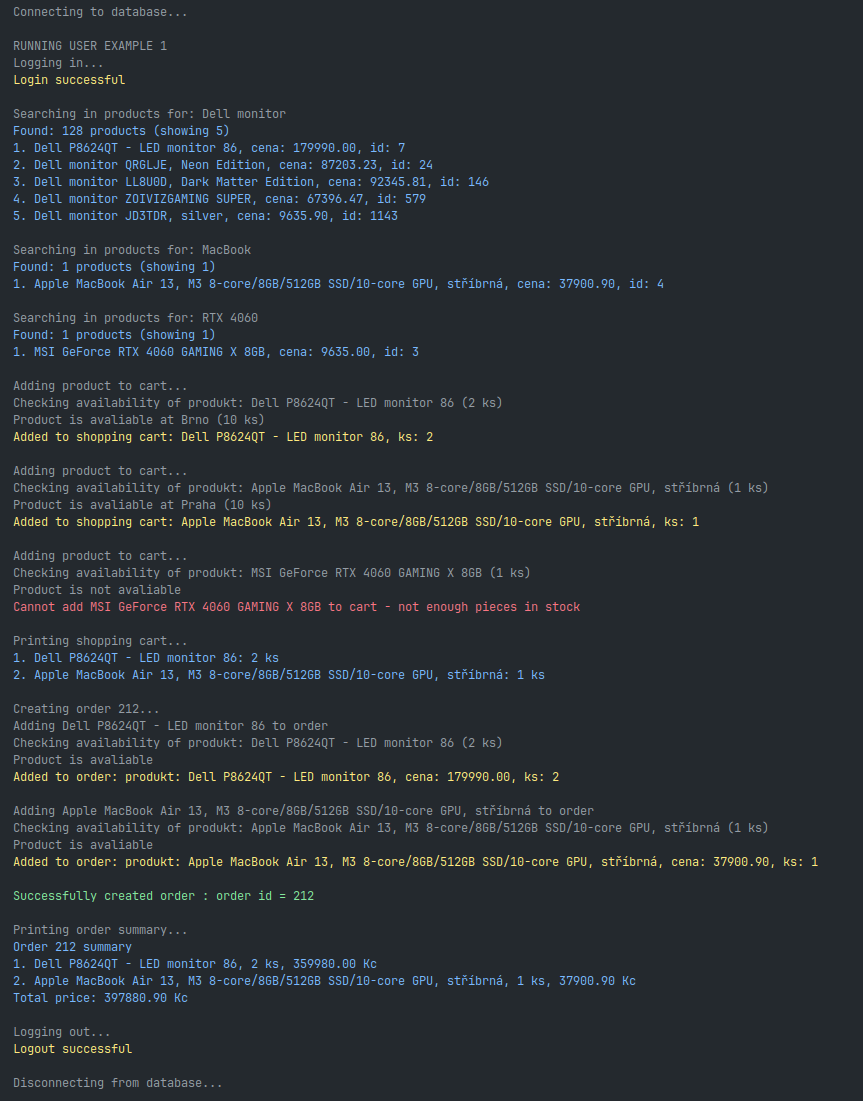 Connecting to database...
RUNNING USER EXAMPLE 1
Logging in...
Login successful
Searching in products for: Dell monitor
Found: 128 products (showing 5)
1. Dell P8624QT - LED monitor 86, cena: 179990.00, id: 7
2. Dell monitor QRGLJE, Neon Edition, cena: 87203.23, id: 24
3. Dell monitor LL8U0D, Dark Matter Edition, cena: 92345.81, id: 146
4. Dell monitor ZOIVIZGAMING SUPER, cena: 67396.47, id: 579
5. Dell monitor JD3TDR, silver, cena: 9635.90, id: 1143
Searching in products for: MacBook
Found: 1 products (showing 1)
1. Apple MacBook Air 13, M3 8-core/8GB/512GB SSD/10-core GPU, stříbrná, cena: 37900.90, id: 4
Searching in products for: RTX 4060
Found: 1 products (showing 1)
1. MSI GeForce RTX 4060 GAMING X 8GB, cena: 9635.00, id: 3
Adding product to cart...
Checking availability of produkt: Dell P8624QT - LED monitor 86 (2 ks)
Product is avaliable at Brno (10 ks)
Added to shopping cart: Dell P8624QT - LED monitor 86, ks: 2
Adding product to cart...
Checking availability of produkt: Apple MacBook Air 13, M3 8-core/8GB/512GB SSD/10-core GPU, stříbrná (1 ks)
Product is avaliable at Praha (10 ks)
Added to shopping cart: Apple MacBook Air 13, M3 8-core/8GB/512GB SSD/10-core GPU, stříbrná, ks: 1
Adding product to cart...
Checking availability of produkt: MSI GeForce RTX 4060 GAMING X 8GB (1 ks)
Product is not avaliable
Cannot add MSI GeForce RTX 4060 GAMING X 8GB to cart - not enough pieces in stock
Printing shopping cart...
1. Dell P8624QT - LED monitor 86: 2 ks
2. Apple MacBook Air 13, M3 8-core/8GB/512GB SSD/10-core GPU, stříbrná: 1 ks
Creating order 212...
Adding Dell P8624QT - LED monitor 86 to order
Checking availability of produkt: Dell P8624QT - LED monitor 86 (2 ks)
Product is avaliable
Added to order: produkt: Dell P8624QT - LED monitor 86, cena: 179990.00, ks: 2
Adding Apple MacBook Air 13, M3 8-core/8GB/512GB SSD/10-core GPU, stříbrná to order
Checking availability of produkt: Apple MacBook Air 13, M3 8-core/8GB/512GB SSD/10-core GPU, stříbrná (1 ks)
Product is avaliable
Added to order: produkt: Apple MacBook Air 13, M3 8-core/8GB/512GB SSD/10-core GPU, stříbrná, cena: 37900.90, ks: 1
Successfully created order : order id = 212
Printing order summary...
Order 212 summary
1. Dell P8624QT - LED monitor 86, 2 ks, 359980.00 Kc
2. Apple MacBook Air 13, M3 8-core/8GB/512GB SSD/10-core GPU, stříbrná, 1 ks, 37900.90 Kc
Total price: 397880.90 Kc
Logging out...
Logout successful
Disconnecting from database...